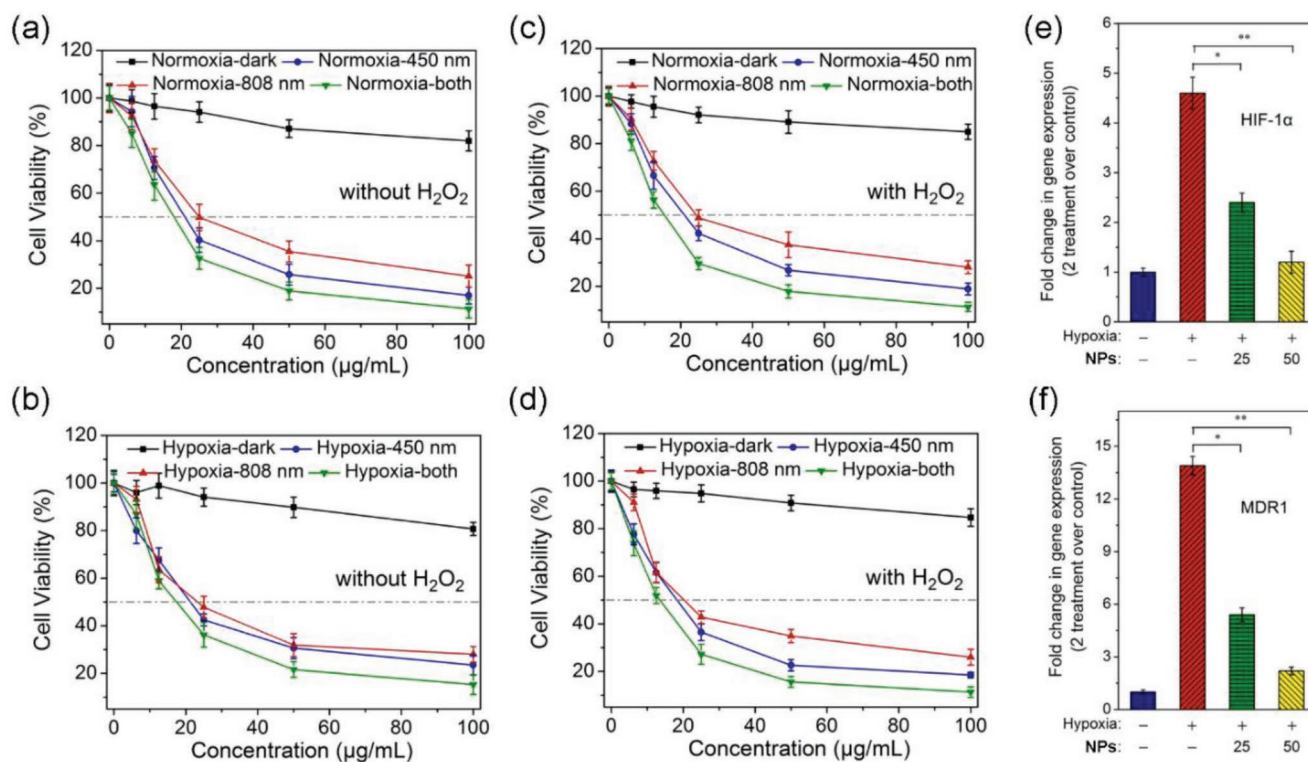 (a)
120
100
80
60
40
20
0 20 40 60 80 100
Cell Viability (%)
Concentration (µg/mL)
Normoxia-dark Normoxia-450 nm
Normoxia-808 nm Normoxia-both
without H₂O₂
(c)
120
100
80
60
40
20
0 20 40 60 80 100
Cell Viability (%)
Concentration (µg/mL)
Normoxia-dark Normoxia-450 nm
Normoxia-808 nm Normoxia-both
with H₂O₂
(e)
6
5
4
3
2
1
0
Fold change in gene expression
(2 treatment over control)
**
*
HIF-1α
Hypoxia: − + + +
NPs: − − 25 50
(b)
120
100
80
60
40
20
0 20 40 60 80 100
Cell Viability (%)
Concentration (µg/mL)
Hypoxia-dark Hypoxia-450 nm
Hypoxia-808 nm Hypoxia-both
without H₂O₂
(d)
120
100
80
60
40
20
0 20 40 60 80 100
Cell Viability (%)
Concentration (µg/mL)
Hypoxia-dark Hypoxia-450 nm
Hypoxia-808 nm Hypoxia-both
with H₂O₂
(f)
15
12
9
6
3
0
Fold change in gene expression
(2 treatment over control)
**
*
MDR1
Hypoxia: − + + +
NPs: − − 25 50